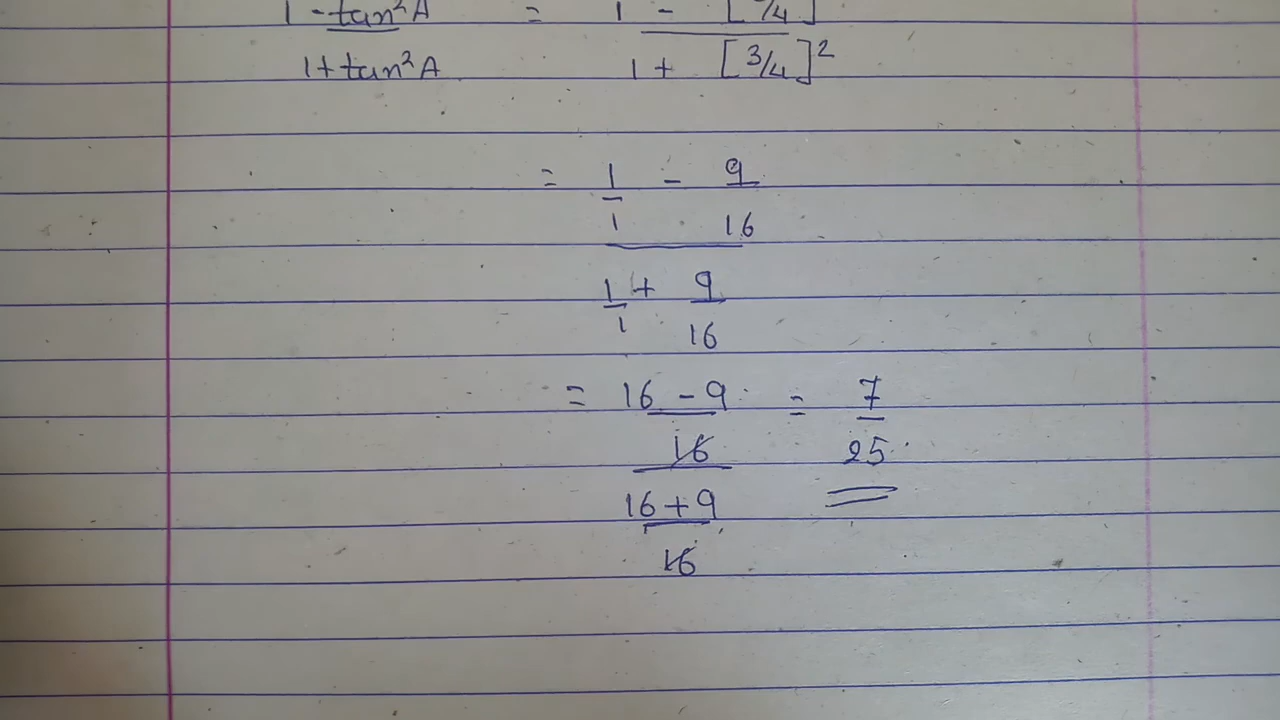 1 - tan²A = 1 - [3/4]
1 + tan²A 1 + [3/4]²
= 1 - 9
1 16
1 + 9
1 16
= 16 - 9 = 7
16 25
16 + 9
16